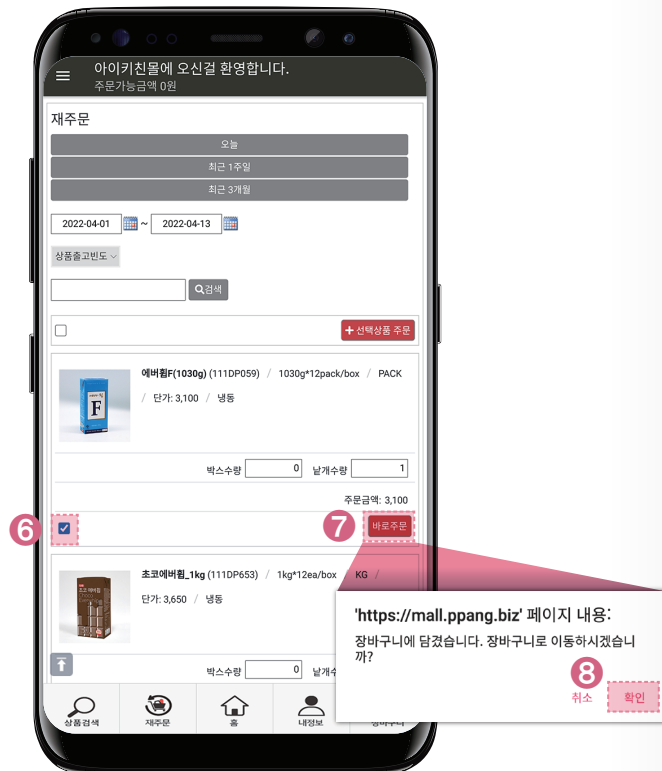 아이키친몰에 오신걸 환영합니다.
주문가능금액 0원
재주문
오늘
최근 1주일
최근 3개월
2022-04-01 ~ 2022-04-13
상품출고빈도
검색
선택상품 주문
에버휩F(1030g) (111DP059) / 1030g*12pack/box / PACK
/ 단가: 3,100 / 냉동
F
박스수량 0 낱개수량 1
주문금액: 3,100
6
7 바로주문
초코에버휩_1kg (111DP653) / 1kg*12ea/box / KG /
단가: 3,650 / 냉동
박스수량 0 낱개
'https://mall.ppang.biz' 페이지 내용:
장바구니에 담겼습니다. 장바구니로 이동하시겠습니
까?
8
취소 확인
상품검색 재주문 홈 내정보